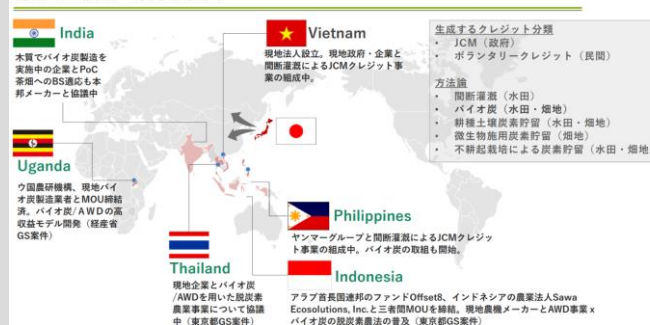 India
木質でバイオ炭製造を
実施中の企業とPoC
茶畑へのBS適応も本
邦メーカーと協議中
Vietnam
現地法人設立。現地政府・企業と
間断灌漑によるJCMクレジット事
業の組成中。
生成するクレジット分類
• JCM（政府）
• ボランタリークレジット（民間）
方法論
• 間断灌漑（水田）
• バイオ炭（水田・畑地）
• 耕種土壌炭素貯留（水田・畑地）
• 微生物施用炭素貯留（畑地）
• 不耕起栽培による炭素貯留（水田・畑地
Uganda
ウ国農研機構、現地バイ
オ炭製造業者とMOU締結
済。バイオ炭/AWDの高
収益モデル開発（経産省
GS案件）
Philippines
ヤンマーグループと間断灌漑によるJCMクレジッ
ト事業の組成中。バイオ炭の取組も開始。
Thailand
現地企業とバイオ炭
/AWDを用いた脱炭素
農業事業について協議
中（東京都GS案件）
Indonesia
アラブ首長国連邦のファンドOffset8、インドネシアの農業法人Sawa
Ecosolutions, Inc.と三者間MOUを締結。現地農機メーカーとAWD事業 x
バイオ炭の脱炭素農法の普及（東京都GS案件）